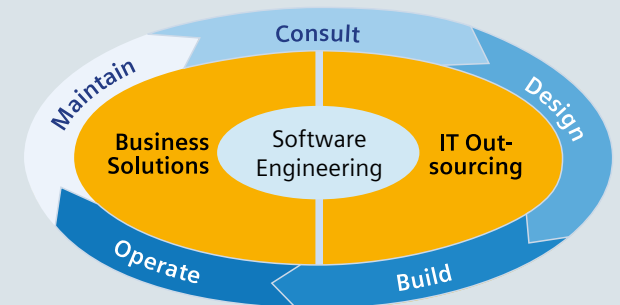 Consult
Maintain
Design
Business
Solutions
Software
Engineering
IT Out-
sourcing
Operate
Build